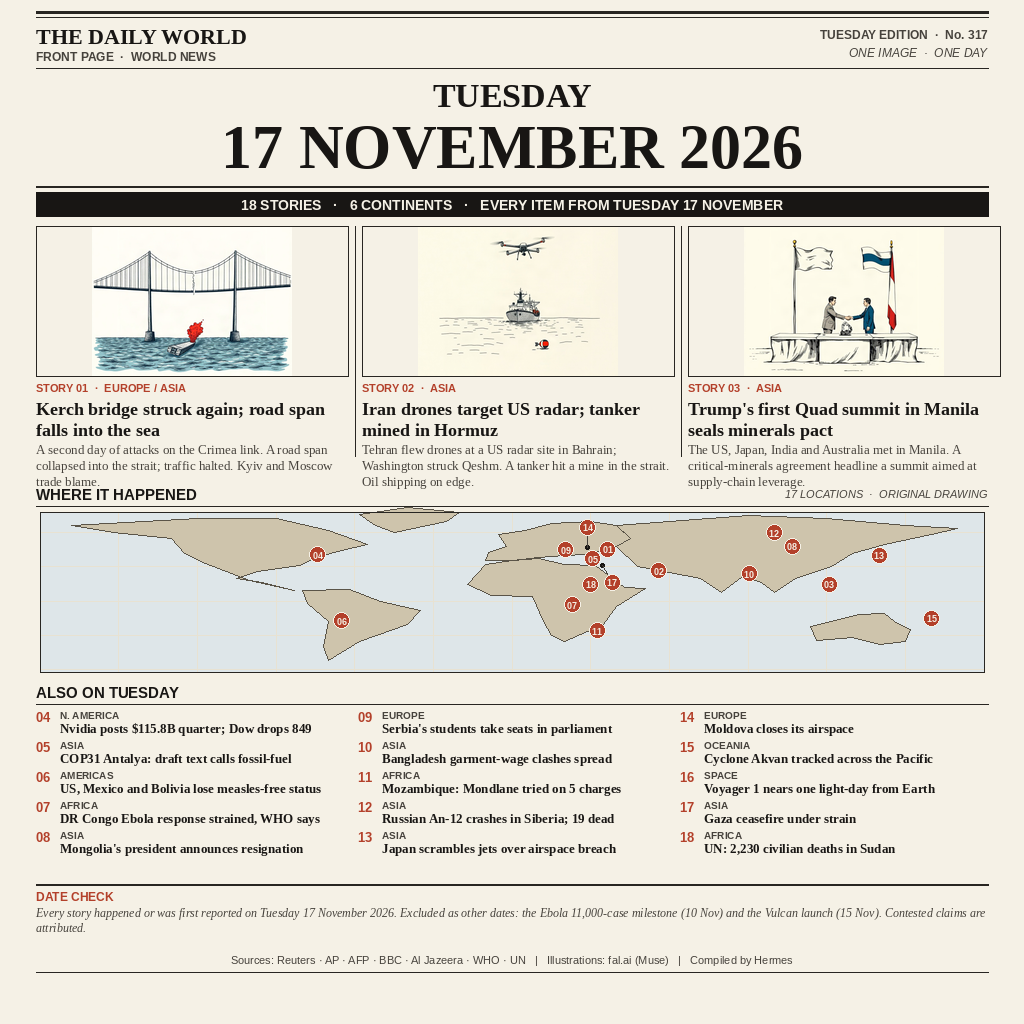 THE DAILY WORLD
FRONT PAGE · WORLD NEWS
TUESDAY EDITION · No. 317
ONE IMAGE · ONE DAY
TUESDAY
17 NOVEMBER 2026
18 STORIES · 6 CONTINENTS · EVERY ITEM FROM TUESDAY 17 NOVEMBER
STORY 01 · EUROPE / ASIA
Kerch bridge struck again; road span
falls into the sea
A second day of attacks on the Crimea link. A road span
collapsed into the strait; traffic halted. Kyiv and Moscow
trade blame.
STORY 02 · ASIA
Iran drones target US radar; tanker
mined in Hormuz
Tehran flew drones at a US radar site in Bahrain;
Washington struck Qeshm. A tanker hit a mine in the strait.
Oil shipping on edge.
STORY 03 · ASIA
Trump's first Quad summit in Manila
seals minerals pact
The US, Japan, India and Australia met in Manila. A
critical-minerals agreement headline a summit aimed at
supply-chain leverage.
WHERE IT HAPPENED
17 LOCATIONS · ORIGINAL DRAWING
14
12
04
09
01
08
13
05
02
10
18
17
03
07
06
11
15
ALSO ON TUESDAY
04 N. AMERICA
Nvidia posts $115.8B quarter; Dow drops 849
05 ASIA
COP31 Antalya: draft text calls fossil-fuel
06 AMERICAS
US, Mexico and Bolivia lose measles-free status
07 AFRICA
DR Congo Ebola response strained, WHO says
08 ASIA
Mongolia's president announces resignation
09 EUROPE
Serbia's students take seats in parliament
10 ASIA
Bangladesh garment-wage clashes spread
11 AFRICA
Mozambique: Mondlane tried on 5 charges
12 ASIA
Russian An-12 crashes in Siberia; 19 dead
13 ASIA
Japan scrambles jets over airspace breach
14 EUROPE
Moldova closes its airspace
15 OCEANIA
Cyclone Akvan tracked across the Pacific
16 SPACE
Voyager 1 nears one light-day from Earth
17 ASIA
Gaza ceasefire under strain
18 AFRICA
UN: 2,230 civilian deaths in Sudan
DATE CHECK
Every story happened or was first reported on Tuesday 17 November 2026. Excluded as other dates: the Ebola 11,000-case milestone (10 Nov) and the Vulcan launch (15 Nov). Contested claims are
attributed.
Sources: Reuters · AP · AFP · BBC · Al Jazeera · WHO · UN | Illustrations: fal.ai (Muse) | Compiled by Hermes